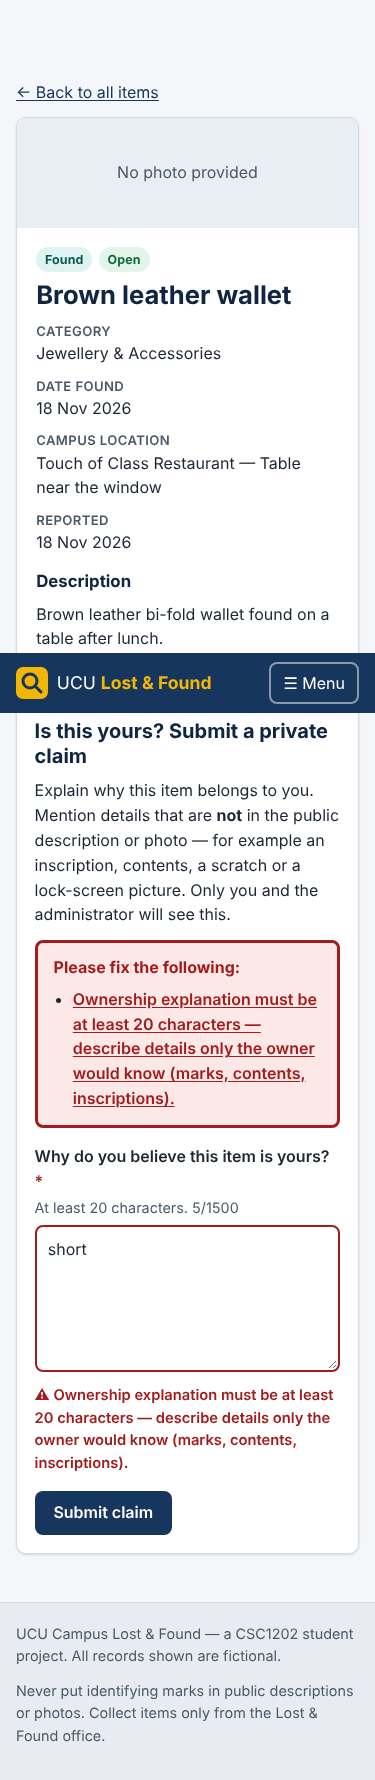 ← Back to all items
No photo provided
Found Open
Brown leather wallet
CATEGORY
Jewellery & Accessories
DATE FOUND
18 Nov 2026
CAMPUS LOCATION
Touch of Class Restaurant — Table
near the window
REPORTED
18 Nov 2026
Description
Brown leather bi-fold wallet found on a
table after lunch.
UCU Lost & Found ☰ Menu
Is this yours? Submit a private
claim
Explain why this item belongs to you.
Mention details that are not in the public
description or photo — for example an
inscription, contents, a scratch or a
lock-screen picture. Only you and the
administrator will see this.
Please fix the following:
• Ownership explanation must be
at least 20 characters —
describe details only the owner
would know (marks, contents,
inscriptions).
Why do you believe this item is yours?
*
At least 20 characters. 5/1500
short
⚠ Ownership explanation must be at least
20 characters — describe details only the
owner would know (marks, contents,
inscriptions).
Submit claim
UCU Campus Lost & Found — a CSC1202 student
project. All records shown are fictional.
Never put identifying marks in public descriptions
or photos. Collect items only from the Lost &
Found office.